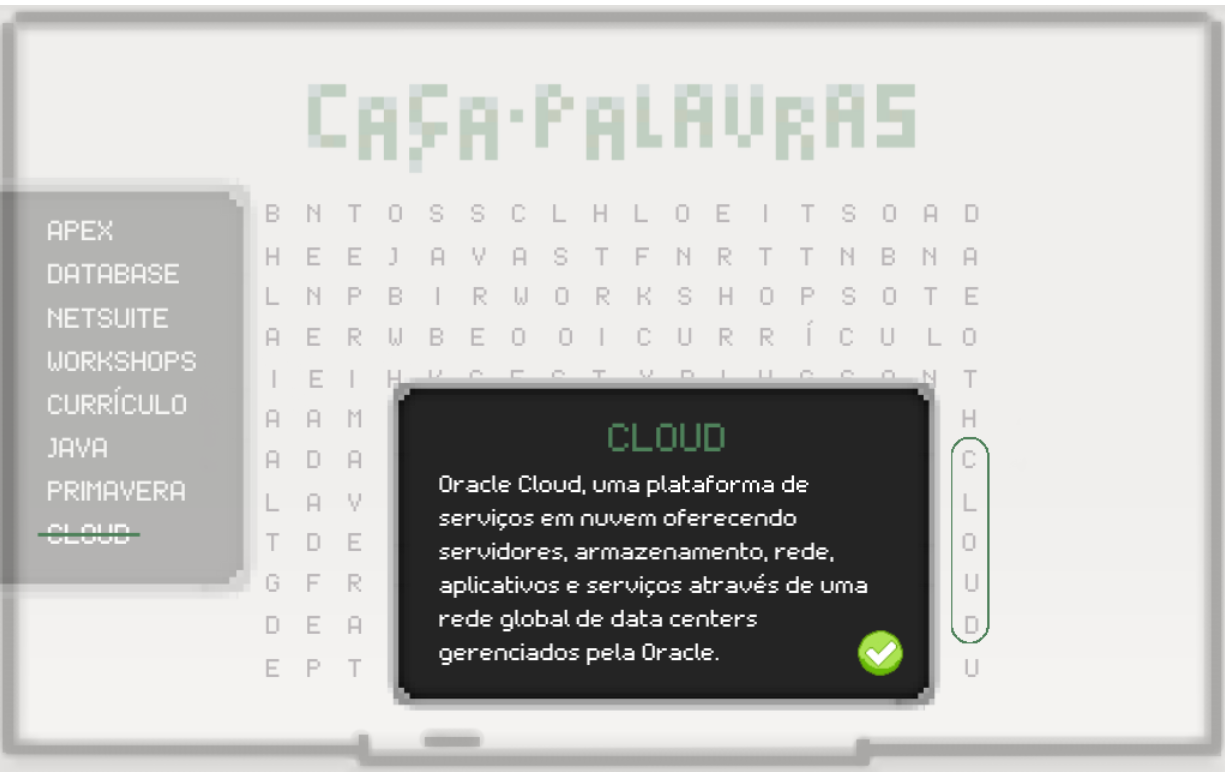 CAÇA-PALAVRAS
APEX
DATABASE
NETSUITE
WORKSHOPS
CURRÍCULO
JAVA
PRIMAVERA
CLOUD
B N T O S S C L H L O E I T S O A D
H E E J A V A S T F N R T T N B N A
L N P B I R W O R K S H O P S O T E
A E R W B E O O I C U R R Í C U L O
I E I H T
A A M H
A D A C
L A V L
T D E O
G F R U
D E A D
E P T U
CLOUD
Oracle Cloud, uma plataforma de
serviços em nuvem oferecendo
servidores, armazenamento, rede,
aplicativos e serviços através de uma
rede global de data centers
gerenciados pela Oracle.